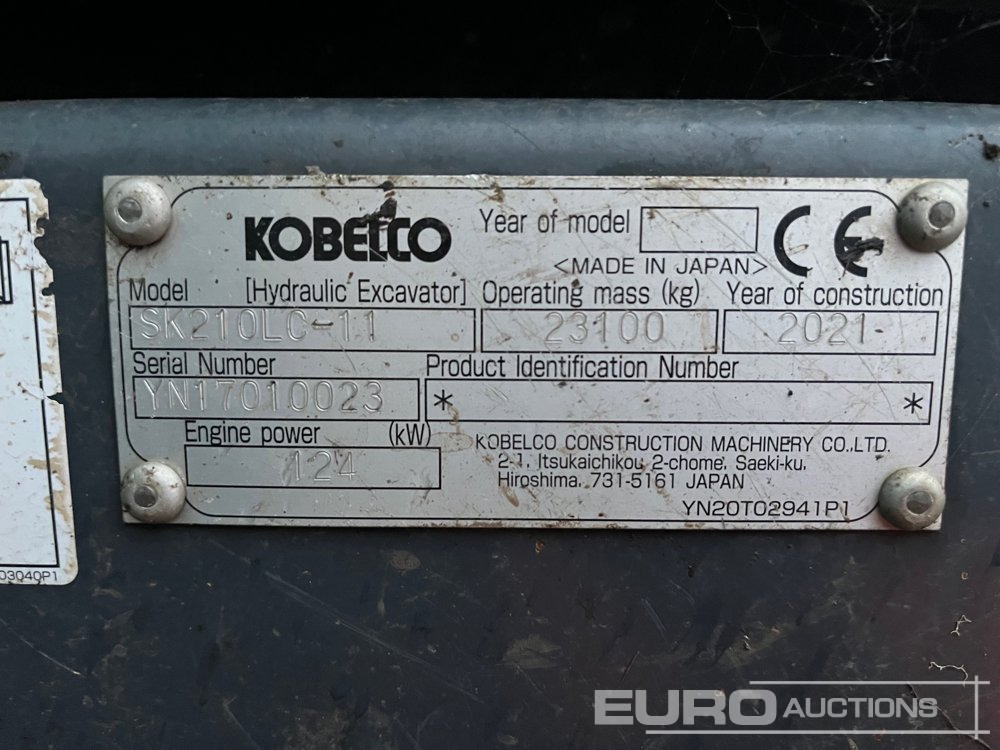 KOBELCO
Year of model
<MADE IN JAPAN>
CE
Model [Hydraulic Excavator] Operating mass (kg) Year of construction
SK210LC-11 23100 2021
Serial Number Product Identification Number
YN17010023 * *
Engine power (kW)
124
KOBELCO CONSTRUCTION MACHINERY CO.,LTD.
2-1, Itsukaichikou 2-chome, Saeki-ku,
Hiroshima, 731-5161 JAPAN
YN20T02941P1
03040P1
EURO AUCTIONS